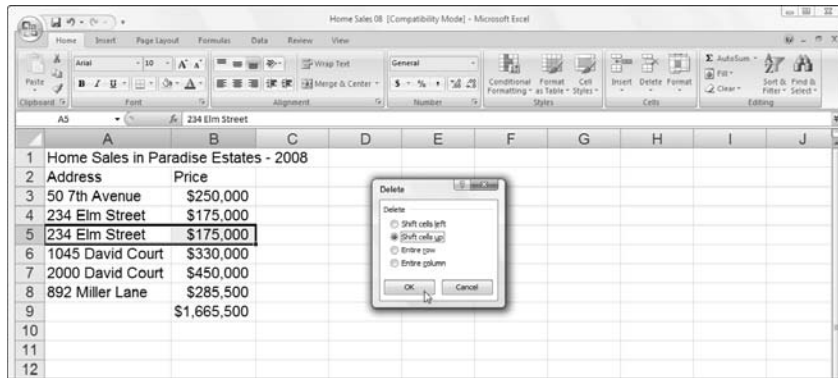 Home Sales 08 [Compatibility Mode] - Microsoft Excel
Home Insert Page Layout Formulas Data Review View
Paste
Arial 10 A A
B I U A
Wrap Text
Merge & Center
General
$ % ,
Conditional Formatting
Format as Table
Cell Styles
Insert Delete Format
Σ AutoSum
Fill
Clear
Sort & Filter
Find & Select
Clipboard Font Alignment Number Styles Cells Editing
A5 fx 234 Elm Street
A B C D E F G H I J
1 Home Sales in Paradise Estates - 2008
2 Address Price
3 50 7th Avenue $250,000
4 234 Elm Street $175,000
5 234 Elm Street $175,000
6 1045 David Court $330,000
7 2000 David Court $450,000
8 892 Miller Lane $285,500
9 $1,665,500
10
11
12
Delete
Delete
Shift cells left
Shift cells up
Entire row
Entire column
OK Cancel